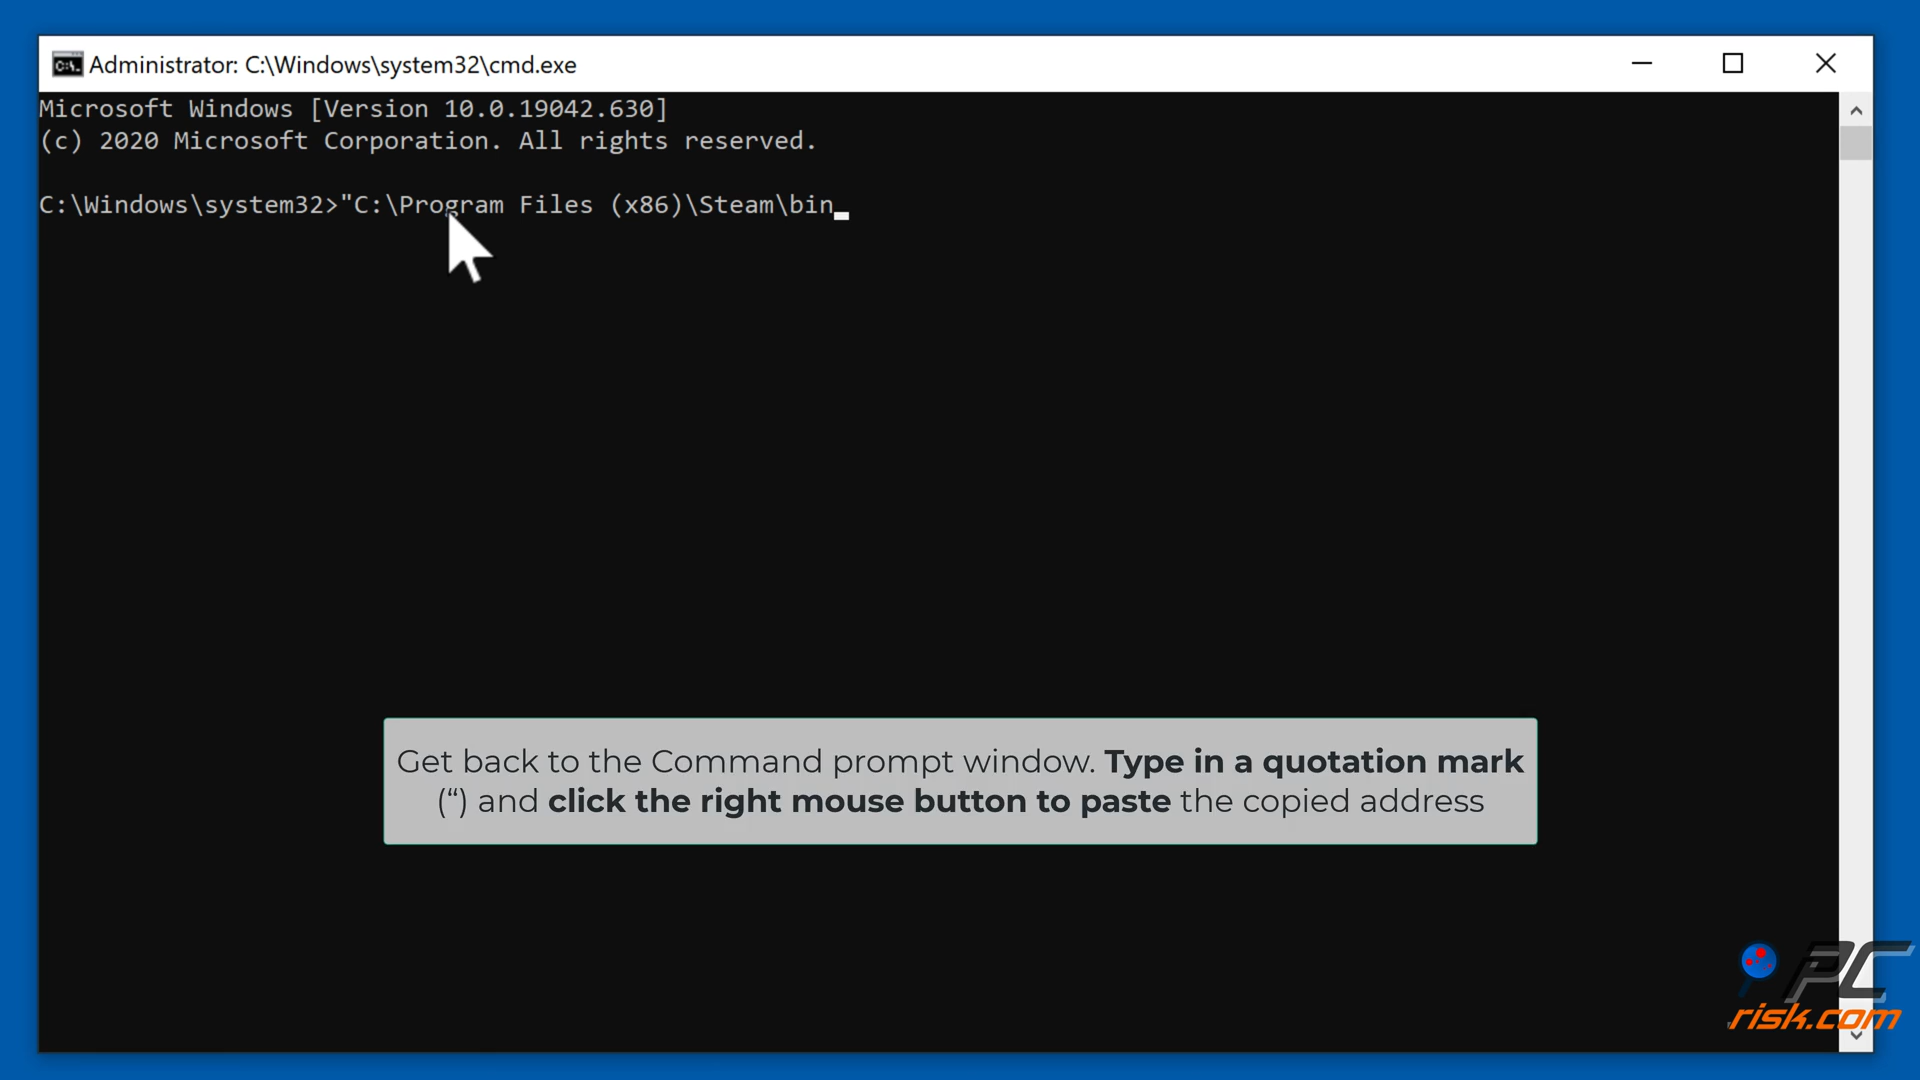 Administrator: C:\Windows\system32\cmd.exe
Microsoft Windows [Version 10.0.19042.630]
(c) 2020 Microsoft Corporation. All rights reserved.
C:\Windows\system32>"C:\Program Files (x86)\Steam\bin
Get back to the Command prompt window. Type in a quotation mark
(“) and click the right mouse button to paste the copied address
PC
risk.com